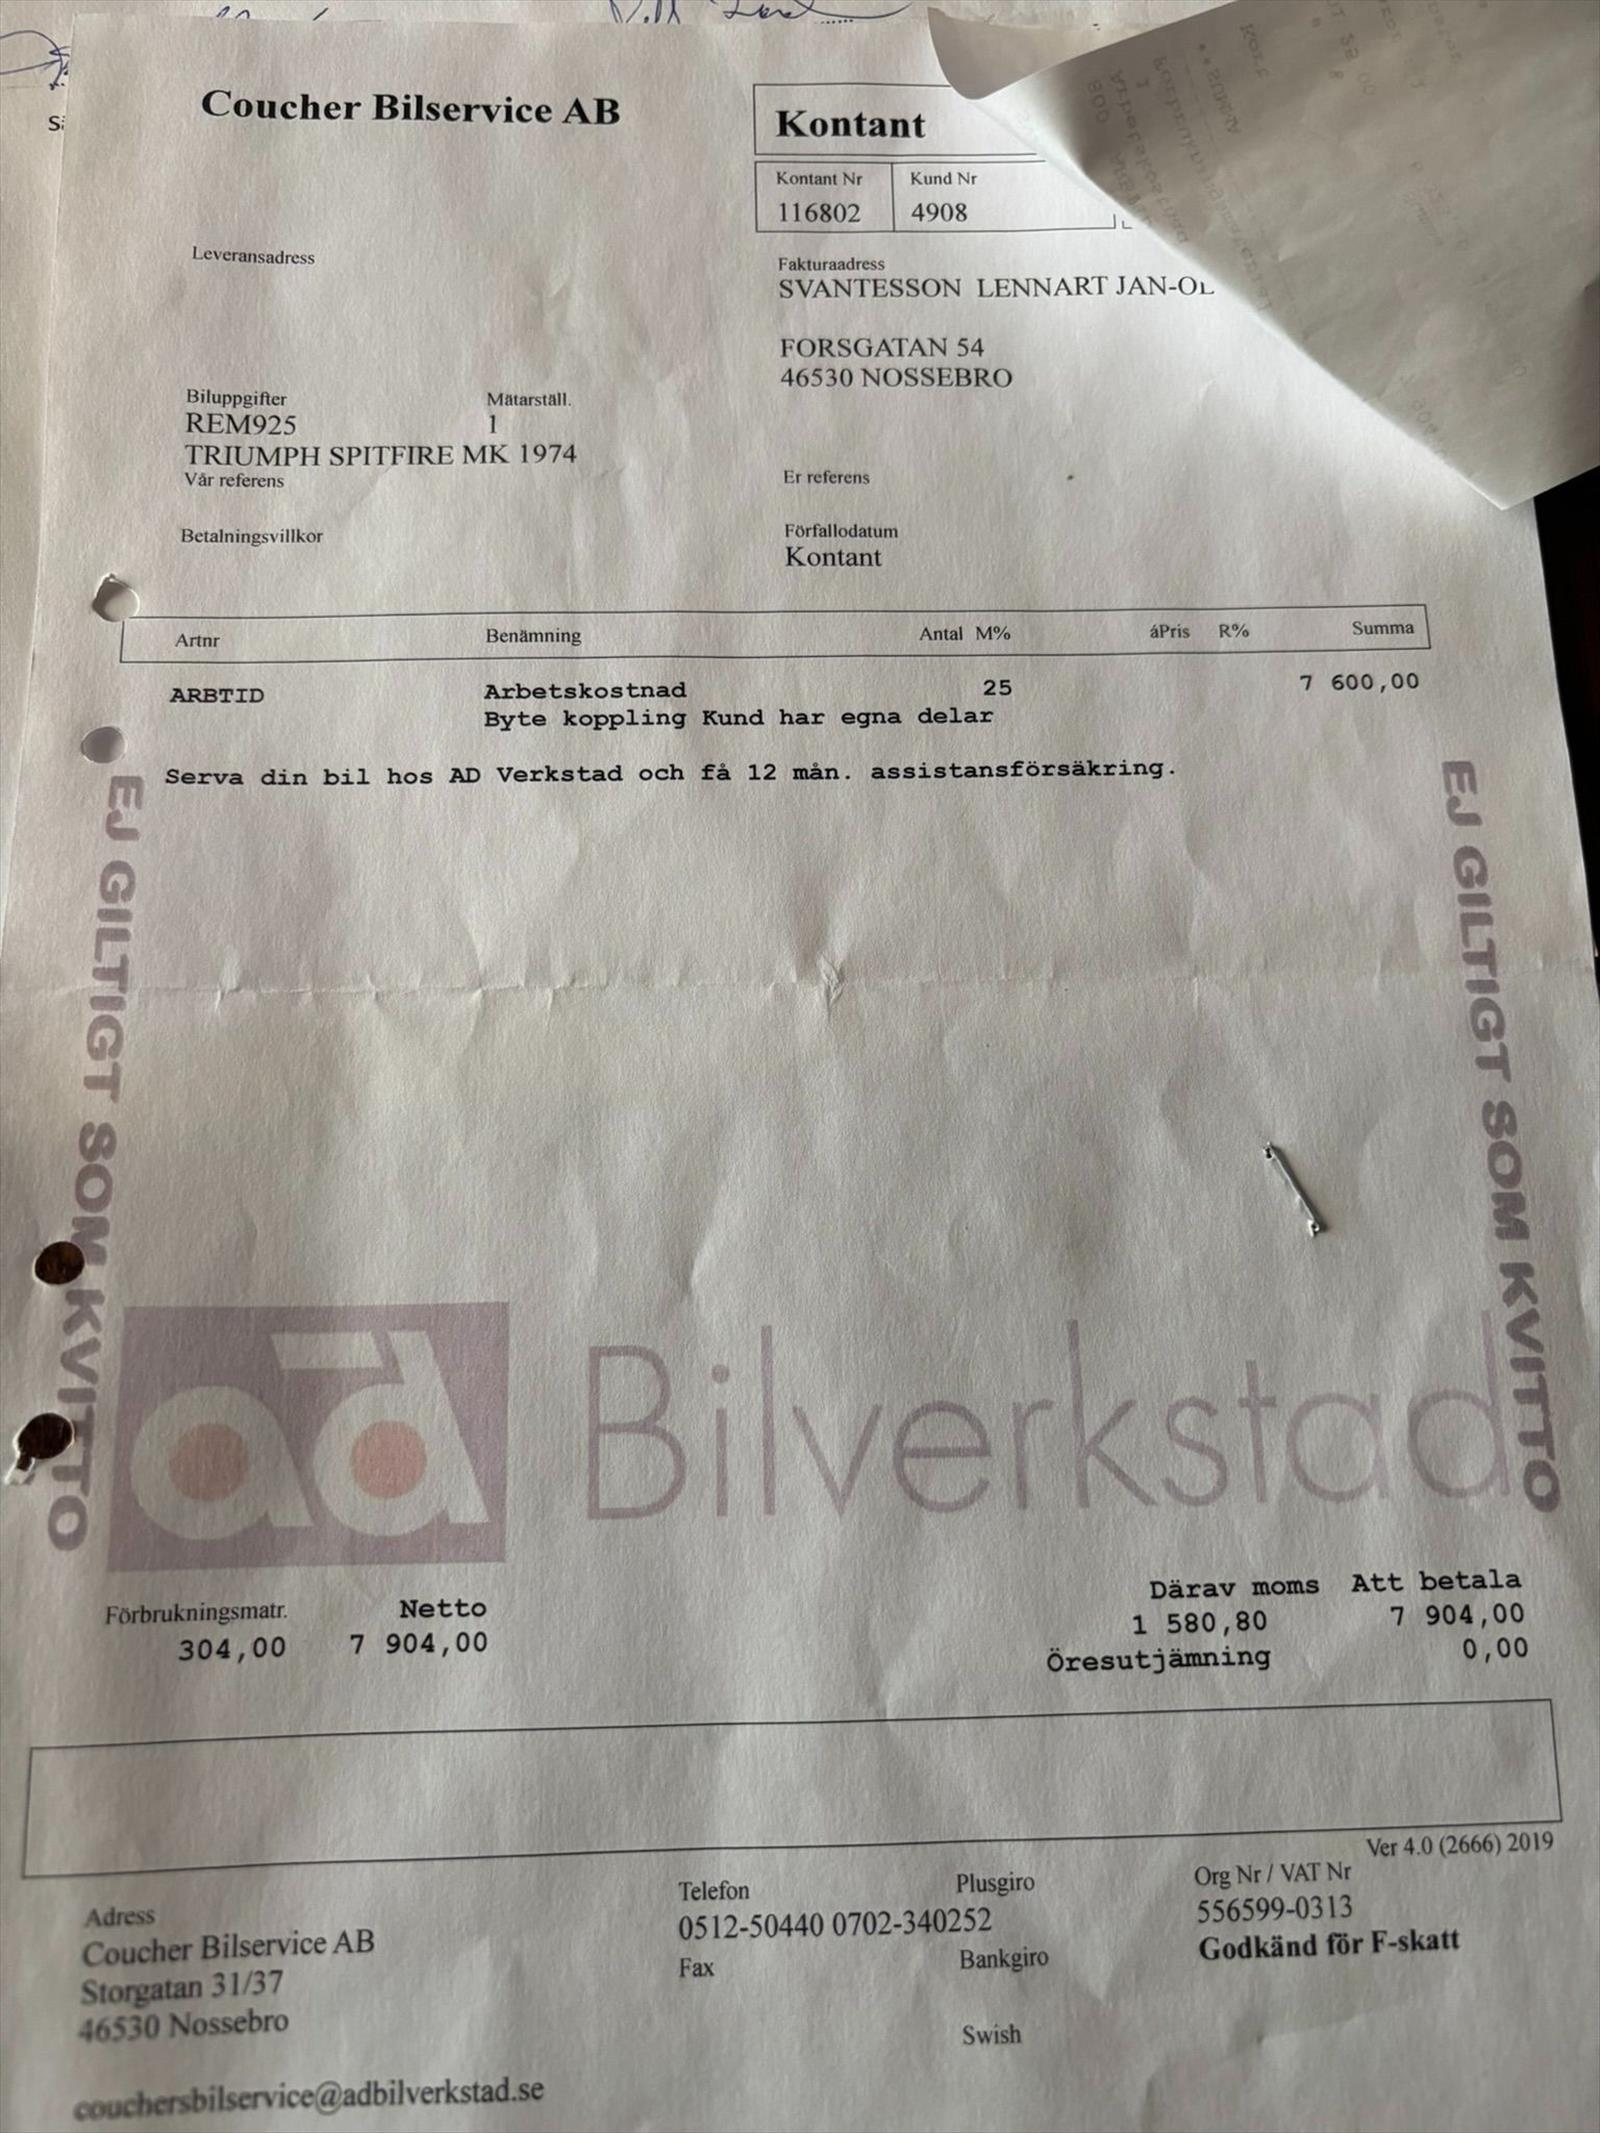 Coucher Bilservice AB
Kontant
Kontant Nr Kund Nr
116802 4908
Leveransadress
Fakturaadress
SVANTESSON LENNART JAN-OL
FORSGATAN 54
46530 NOSSEBRO
Biluppgifter Mätarställ.
REM925 1
TRIUMPH SPITFIRE MK 1974
Vår referens
Er referens
Betalningsvillkor
Förfallodatum
Kontant
Artnr Benämning Antal M% áPris R% Summa
ARBTID Arbetskostnad 25 7 600,00
Byte koppling Kund har egna delar
Serva din bil hos AD Verkstad och få 12 mån. assistansförsäkring.
EJ GILTIGT SOM KVITTO
EJ GILTIGT SOM KVITTO
ad Bilverkstad
Förbrukningsmatr. Netto Därav moms Att betala
304,00 7 904,00 1 580,80 7 904,00
Öresutjämning 0,00
Ver 4.0 (2666) 2019
Adress Telefon Plusgiro Org Nr / VAT Nr
Coucher Bilservice AB 0512-50440 0702-340252 556599-0313
Storgatan 31/37 Fax Bankgiro Godkänd för F-skatt
46530 Nossebro
Swish
couchersbilservice@adbilverkstad.se